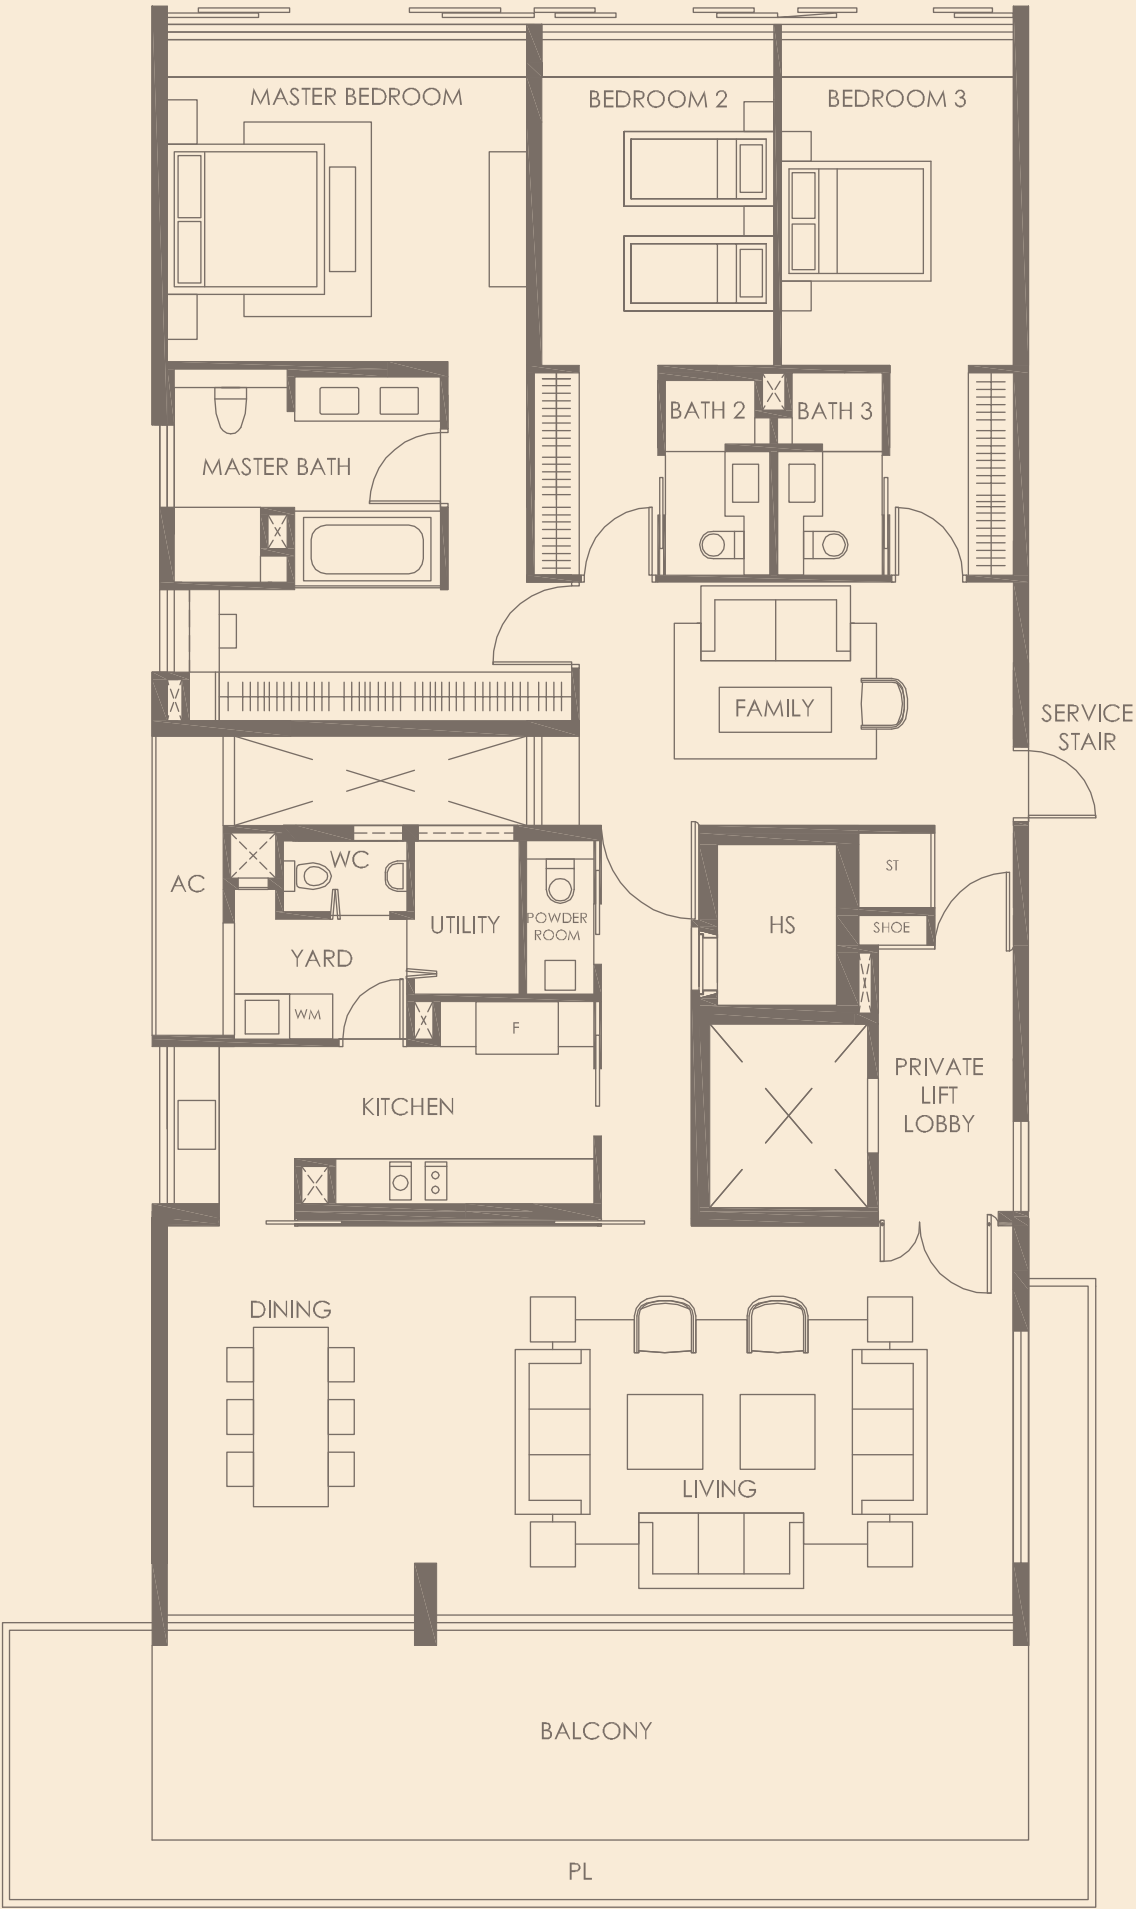 MASTER BEDROOM
BEDROOM 2
BEDROOM 3
BATH 2
BATH 3
MASTER BATH
FAMILY
SERVICE
STAIR
WC
AC
ST
UTILITY
POWDER
ROOM
HS
SHOE
YARD
WM
F
PRIVATE
LIFT
LOBBY
KITCHEN
DINING
LIVING
BALCONY
PL